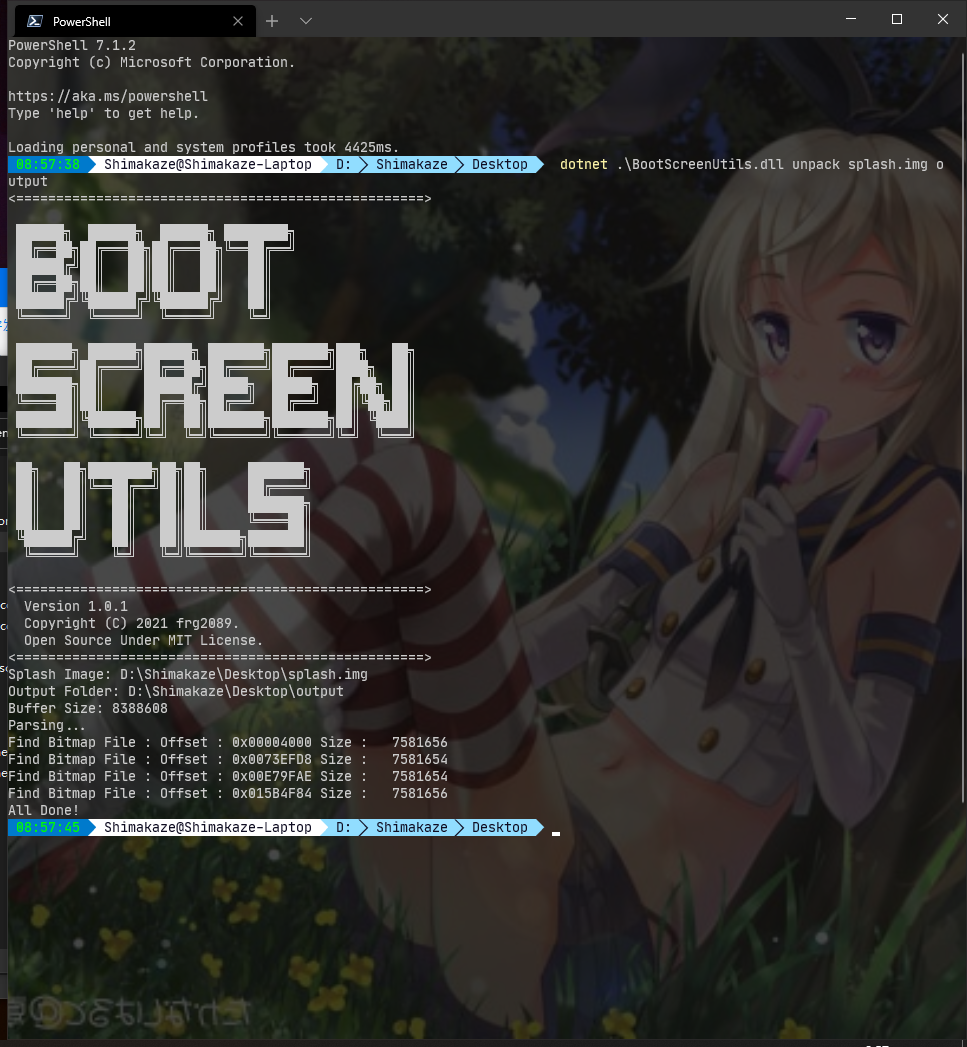 PowerShell
PowerShell 7.1.2
Copyright (c) Microsoft Corporation.
https://aka.ms/powershell
Type 'help' to get help.
Loading personal and system profiles took 4425ms.
08:57:38 Shimakaze@Shimakaze-Laptop D: Shimakaze Desktop dotnet .\BootScreenUtils.dll unpack splash.img o
utput
<===================================================>
BOOT
SCREEN
UTILS
<===================================================>
Version 1.0.1
Copyright (C) 2021 frg2089.
Open Source Under MIT License.
<===================================================>
Splash Image: D:\Shimakaze\Desktop\splash.img
Output Folder: D:\Shimakaze\Desktop\output
Buffer Size: 8388608
Parsing...
Find Bitmap File : Offset : 0x00004000 Size :   7581656
Find Bitmap File : Offset : 0x0073EFD8 Size :   7581654
Find Bitmap File : Offset : 0x00E79FAE Size :   7581654
Find Bitmap File : Offset : 0x015B4F84 Size :   7581656
All Done!
08:57:45 Shimakaze@Shimakaze-Laptop D: Shimakaze Desktop